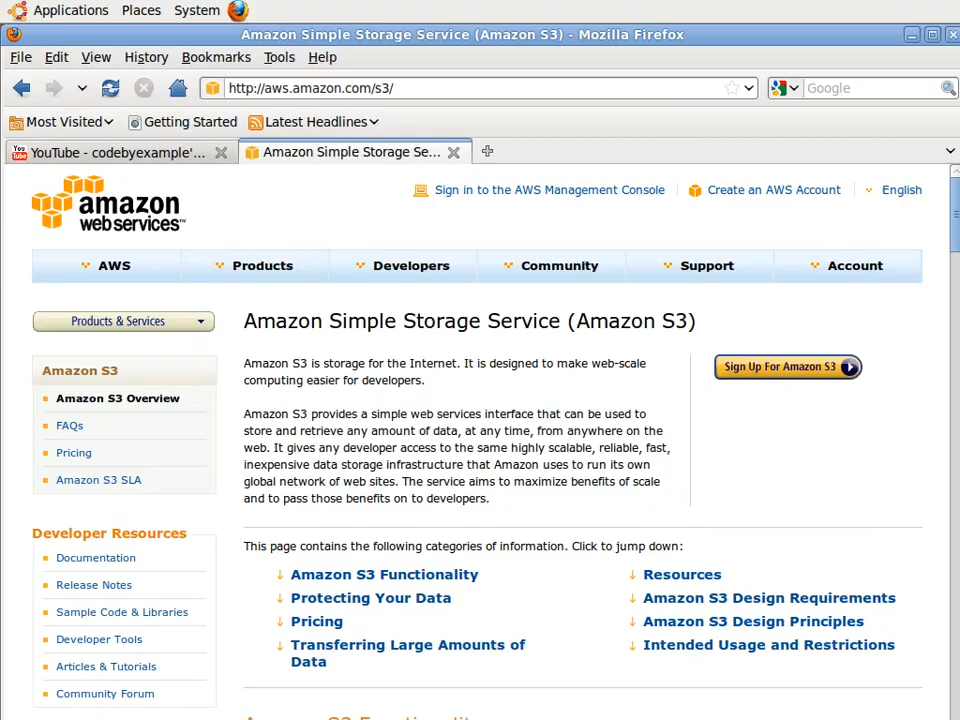 Applications Places System
Amazon Simple Storage Service (Amazon S3) - Mozilla Firefox
File Edit View History Bookmarks Tools Help
http://aws.amazon.com/s3/ Google
Most Visited Getting Started Latest Headlines
YouTube - codebyexample'... Amazon Simple Storage Se...
amazon
webservices™
Sign in to the AWS Management Console Create an AWS Account English
AWS Products Developers Community Support Account
Products & Services
Amazon Simple Storage Service (Amazon S3)
Amazon S3
Amazon S3 Overview
FAQs
Pricing
Amazon S3 SLA
Amazon S3 is storage for the Internet. It is designed to make web-scale
computing easier for developers.
Sign Up For Amazon S3
Amazon S3 provides a simple web services interface that can be used to
store and retrieve any amount of data, at any time, from anywhere on the
web. It gives any developer access to the same highly scalable, reliable, fast,
inexpensive data storage infrastructure that Amazon uses to run its own
global network of web sites. The service aims to maximize benefits of scale
and to pass those benefits on to developers.
Developer Resources
Documentation
Release Notes
Sample Code & Libraries
Developer Tools
Articles & Tutorials
Community Forum
This page contains the following categories of information. Click to jump down:
Amazon S3 Functionality
Protecting Your Data
Pricing
Transferring Large Amounts of
Data
Resources
Amazon S3 Design Requirements
Amazon S3 Design Principles
Intended Usage and Restrictions
Amazon S3 Functionality